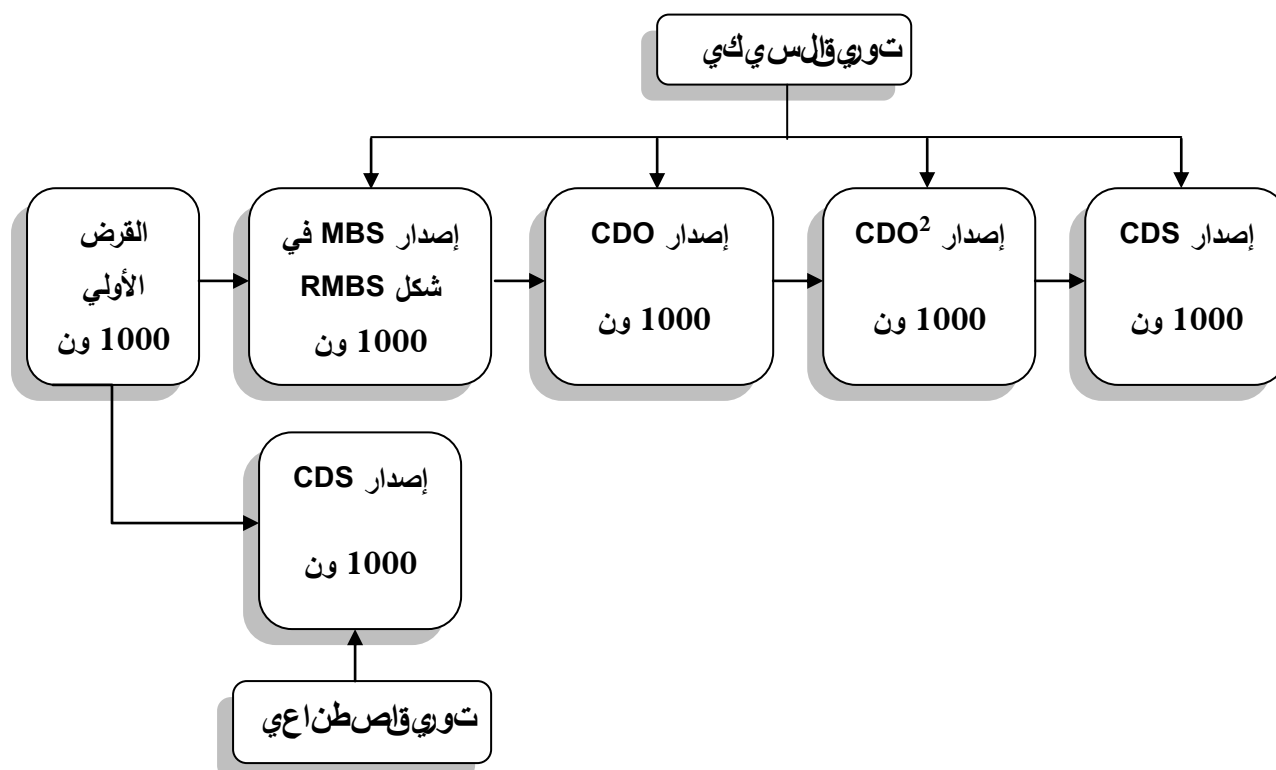 توريق السيكي
القرض
الأولي
1000 ون
إصدار MBS في
شكل RMBS
1000 ون
إصدار CDO
1000 ون
إصدار CDO²
1000 ون
إصدار CDS
1000 ون
إصدار CDS
1000 ون
توريق اصطناعي